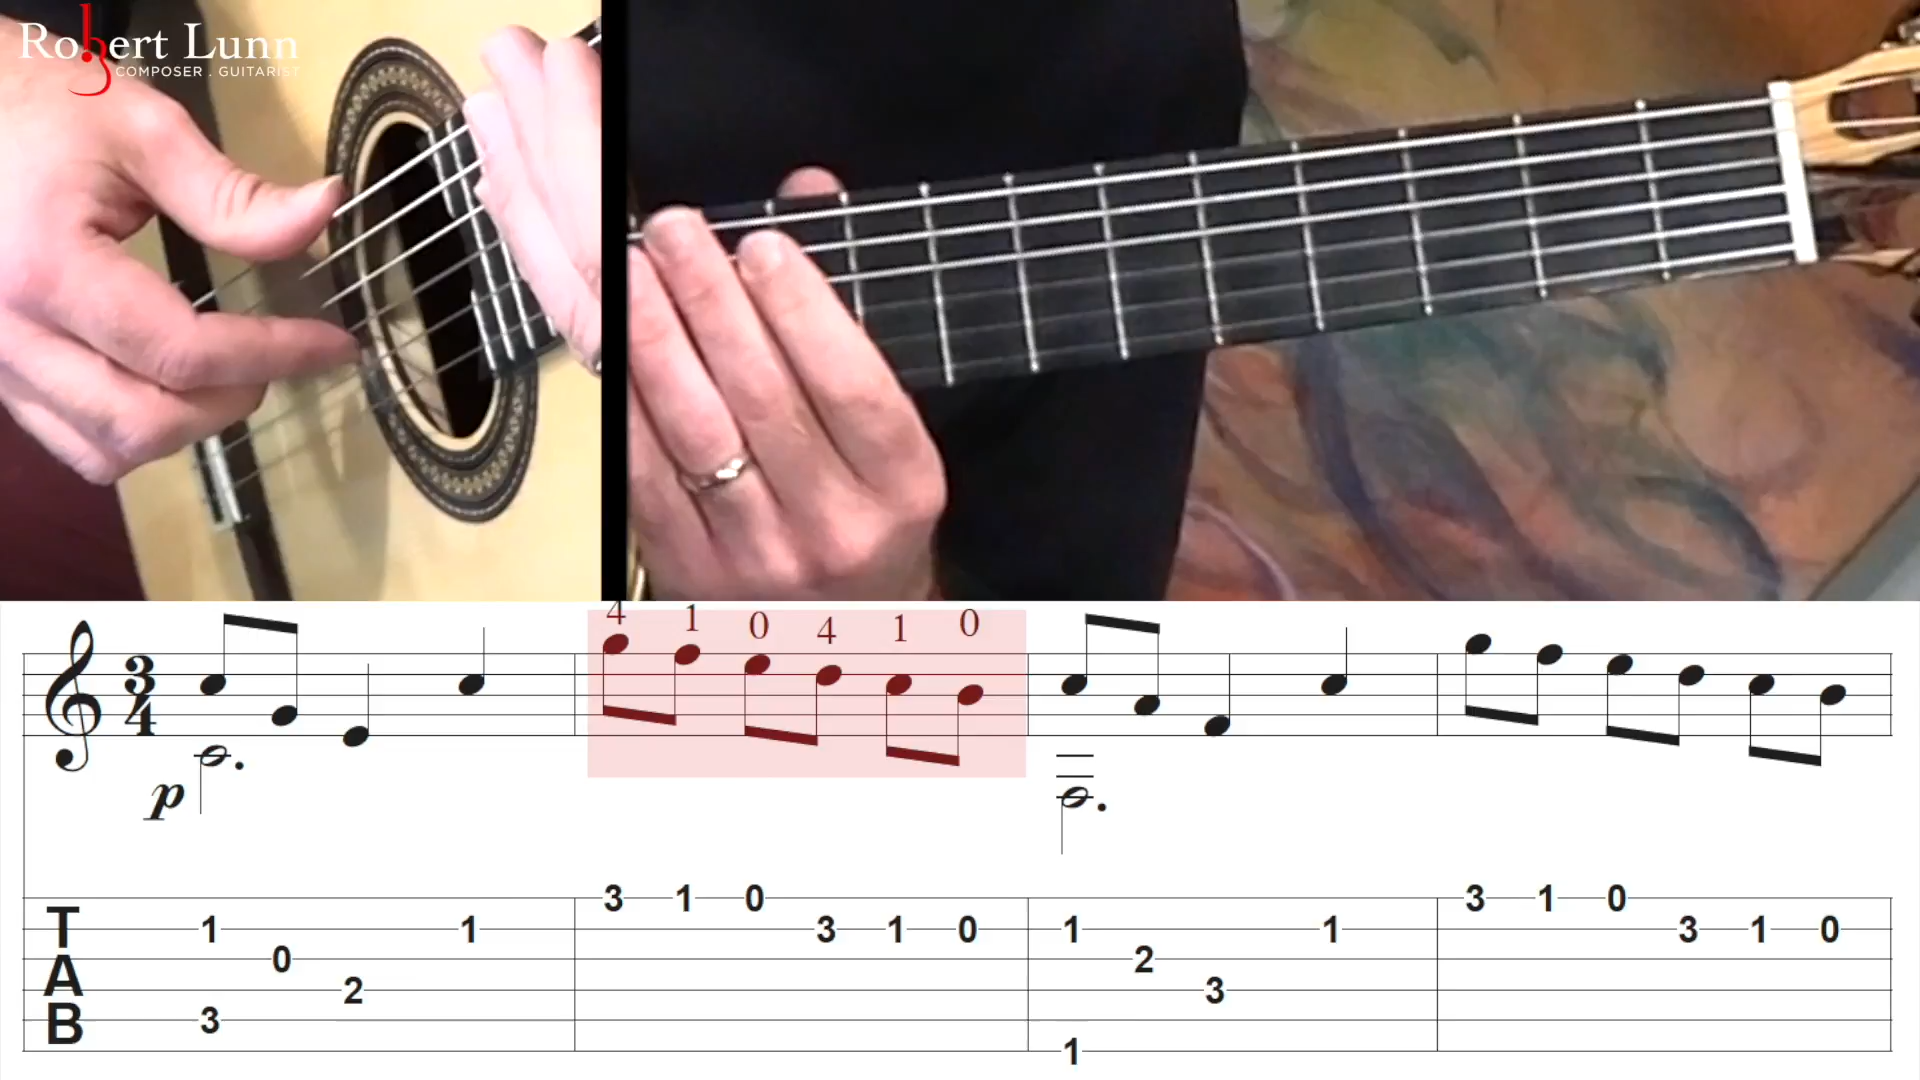 Robert Lunn
COMPOSER . GUITARIST
4 1 0 4 1 0
3
4
p
3 1 0 3 1 0
T 1 1 3 1 0 1 1 3 1 0
0 2
A 2 3
B 3
1